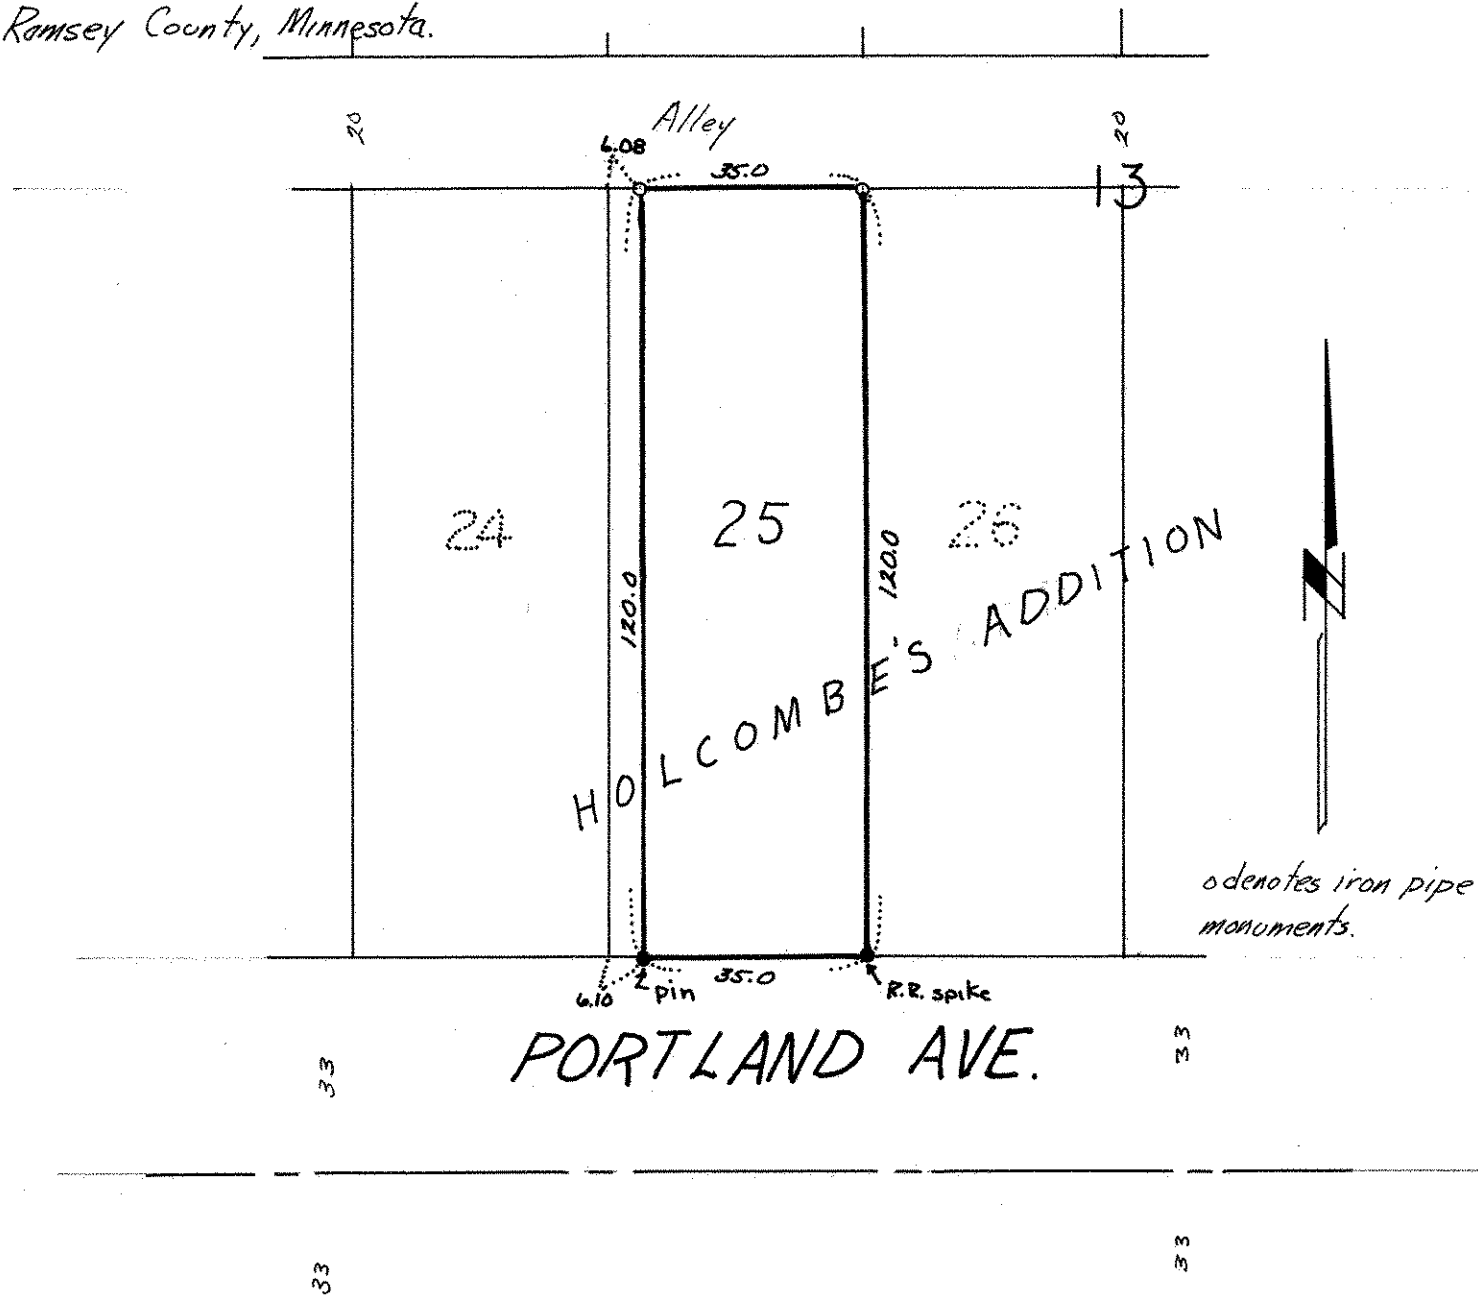 Ramsey County, Minnesota.
20
Alley
20
6.08
35.0
13
24
25
26
120.0
120.0
HOLCOMBE'S ADDITION
N
o denotes iron pipe
monuments.
6.10
pin
35.0
R.R. spike
PORTLAND AVE.
33
33
33
33